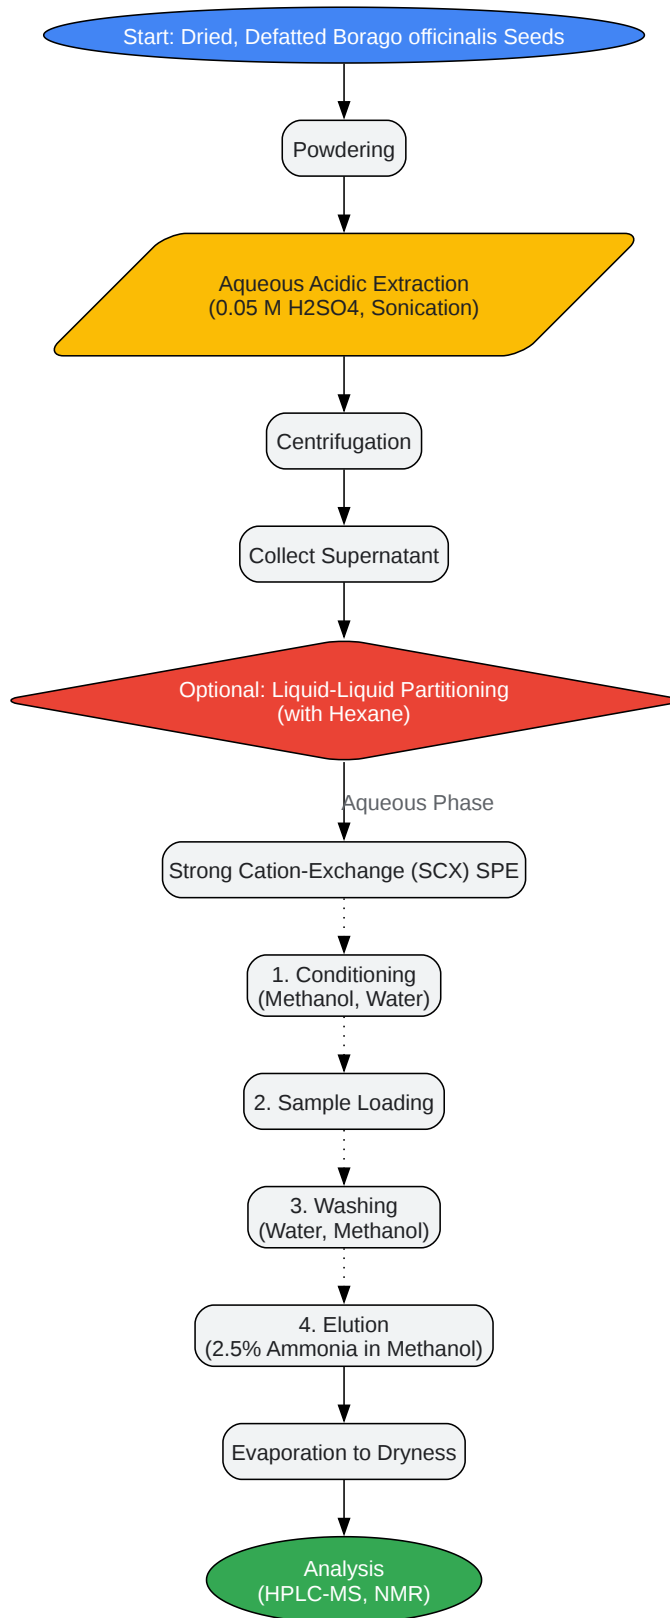 Start: Dried, Defatted Borago officinalis Seeds
Powdering
Aqueous Acidic Extraction
(0.05 M H2SO4, Sonication)
Centrifugation
Collect Supernatant
Optional: Liquid-Liquid Partitioning
(with Hexane)
Aqueous Phase
Strong Cation-Exchange (SCX) SPE
1. Conditioning
(Methanol, Water)
2. Sample Loading
3. Washing
(Water, Methanol)
4. Elution
(2.5% Ammonia in Methanol)
Evaporation to Dryness
Analysis
(HPLC-MS, NMR)